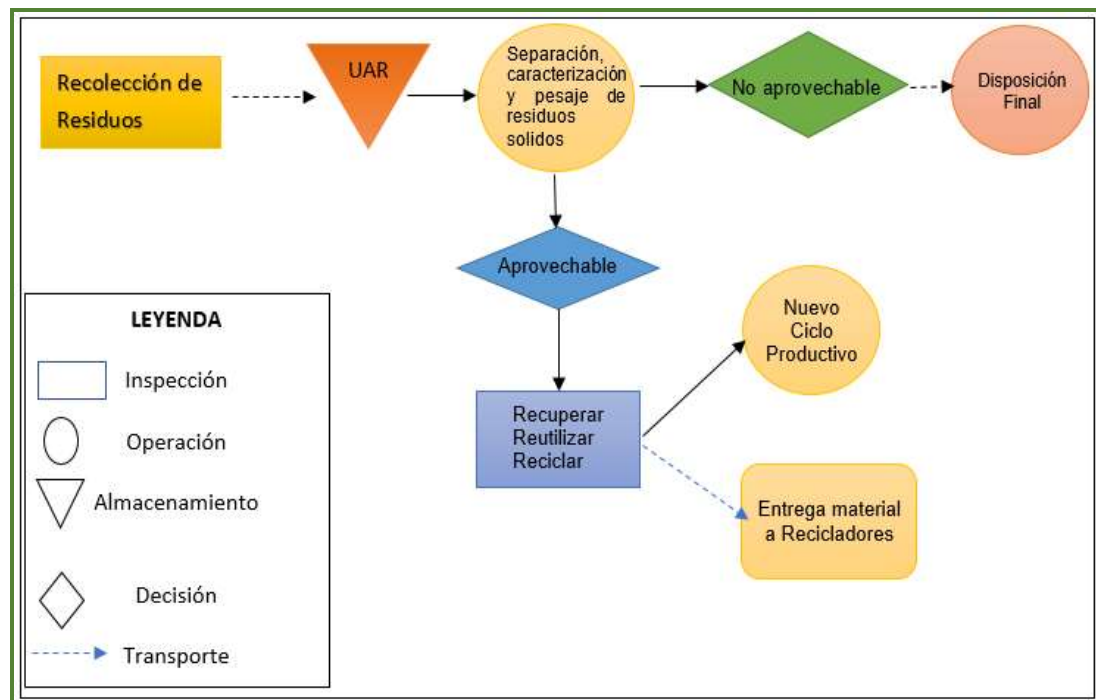 Recolección de
Residuos
UAR
Separación,
caracterización
y pesaje de
residuos
solidos
No aprovechable
Disposición
Final
Aprovechable
Nuevo
Ciclo
Productivo
Recuperar
Reutilizar
Reciclar
Entrega material
a Recicladores
LEYENDA
Inspección
Operación
Almacenamiento
Decisión
Transporte